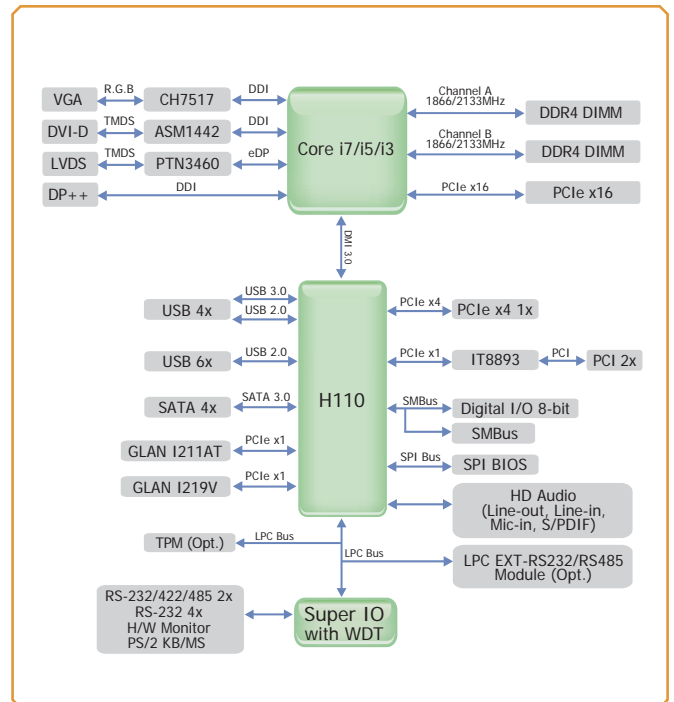 VGA
R.G.B
CH7517
DDI
DVI-D
TMDS
ASM1442
DDI
LVDS
TMDS
PTN3460
eDP
DP++
DDI
Core i7/i5/i3
Channel A
1866/2133MHz
DDR4 DIMM
Channel B
1866/2133MHz
DDR4 DIMM
PCIe x16
PCIe x16
DMI 3.0
USB 4x
USB 3.0
USB 2.0
USB 6x
USB 2.0
SATA 4x
SATA 3.0
GLAN I211AT
PCIe x1
GLAN I219V
PCIe x1
H110
PCIe x4
PCIe x4 1x
PCIe x1
IT8893
PCI
PCI 2x
SMBus
Digital I/O 8-bit
SMBus
SPI Bus
SPI BIOS
HD Audio
(Line-out, Line-in,
Mic-in, S/PDIF)
TPM (Opt.)
LPC Bus
LPC Bus
LPC EXT-RS232/RS485
Module (Opt.)
RS-232/422/485 2x
RS-232 4x
H/W Monitor
PS/2 KB/MS
Super IO
with WDT